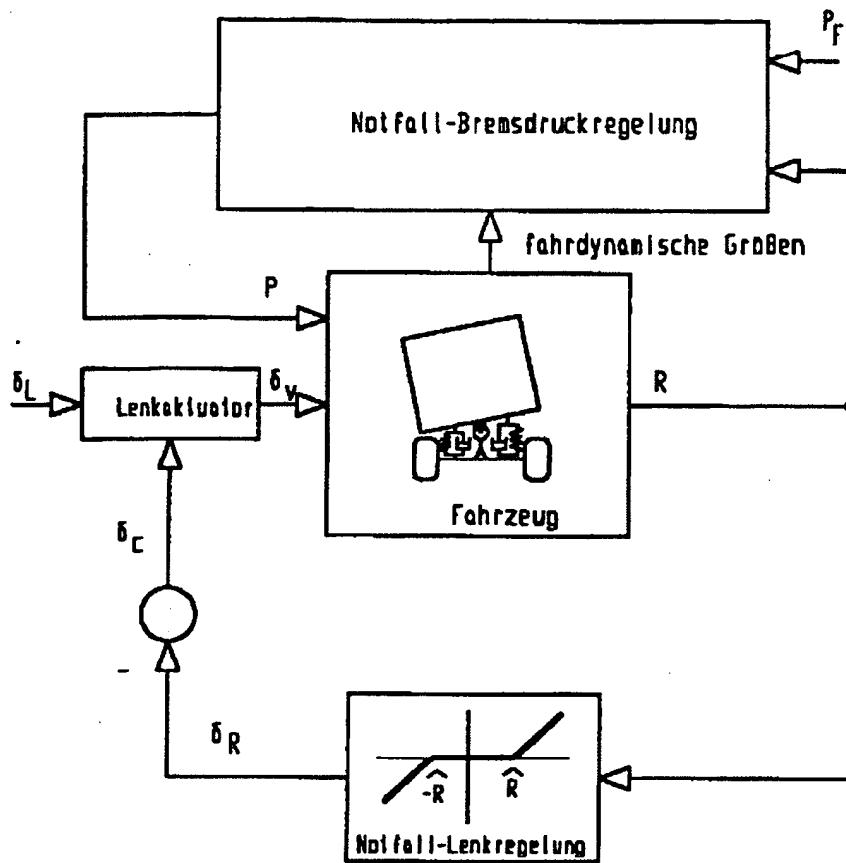 P_F
Notfall-Bremsdruckregelung
fahrdynamische Größen
P
δ_L
Lenkaktuator
δ_v
R
Fahrzeug
δ_C
-
δ_R
-R̂
R̂
Notfall-Lenkregelung